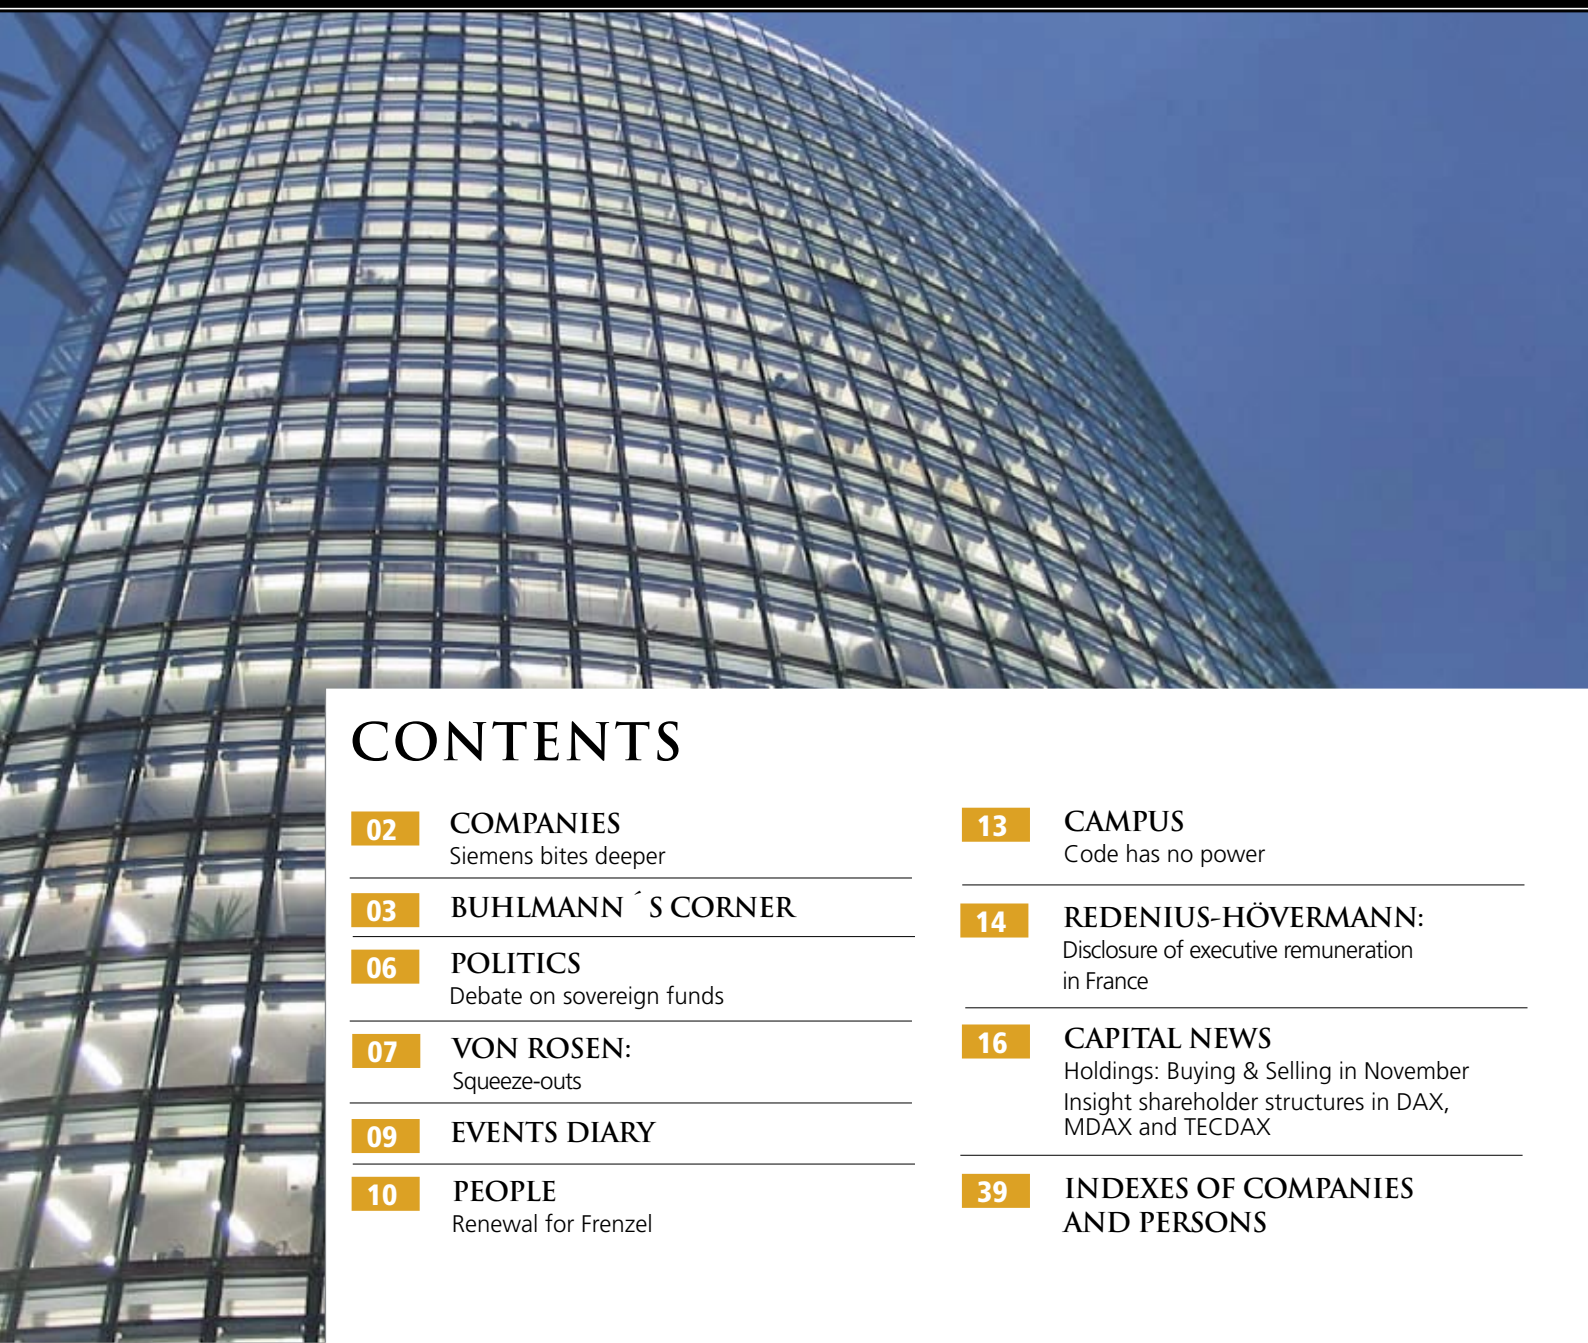 CONTENTS
02 COMPANIES
Siemens bites deeper
03 BUHLMANN ´S CORNER
06 POLITICS
Debate on sovereign funds
07 VON ROSEN:
Squeeze-outs
09 EVENTS DIARY
10 PEOPLE
Renewal for Frenzel
13 CAMPUS
Code has no power
14 REDENIUS-HÖVERMANN:
Disclosure of executive remuneration
in France
16 CAPITAL NEWS
Holdings: Buying & Selling in November
Insight shareholder structures in DAX,
MDAX and TECDAX
39 INDEXES OF COMPANIES
AND PERSONS